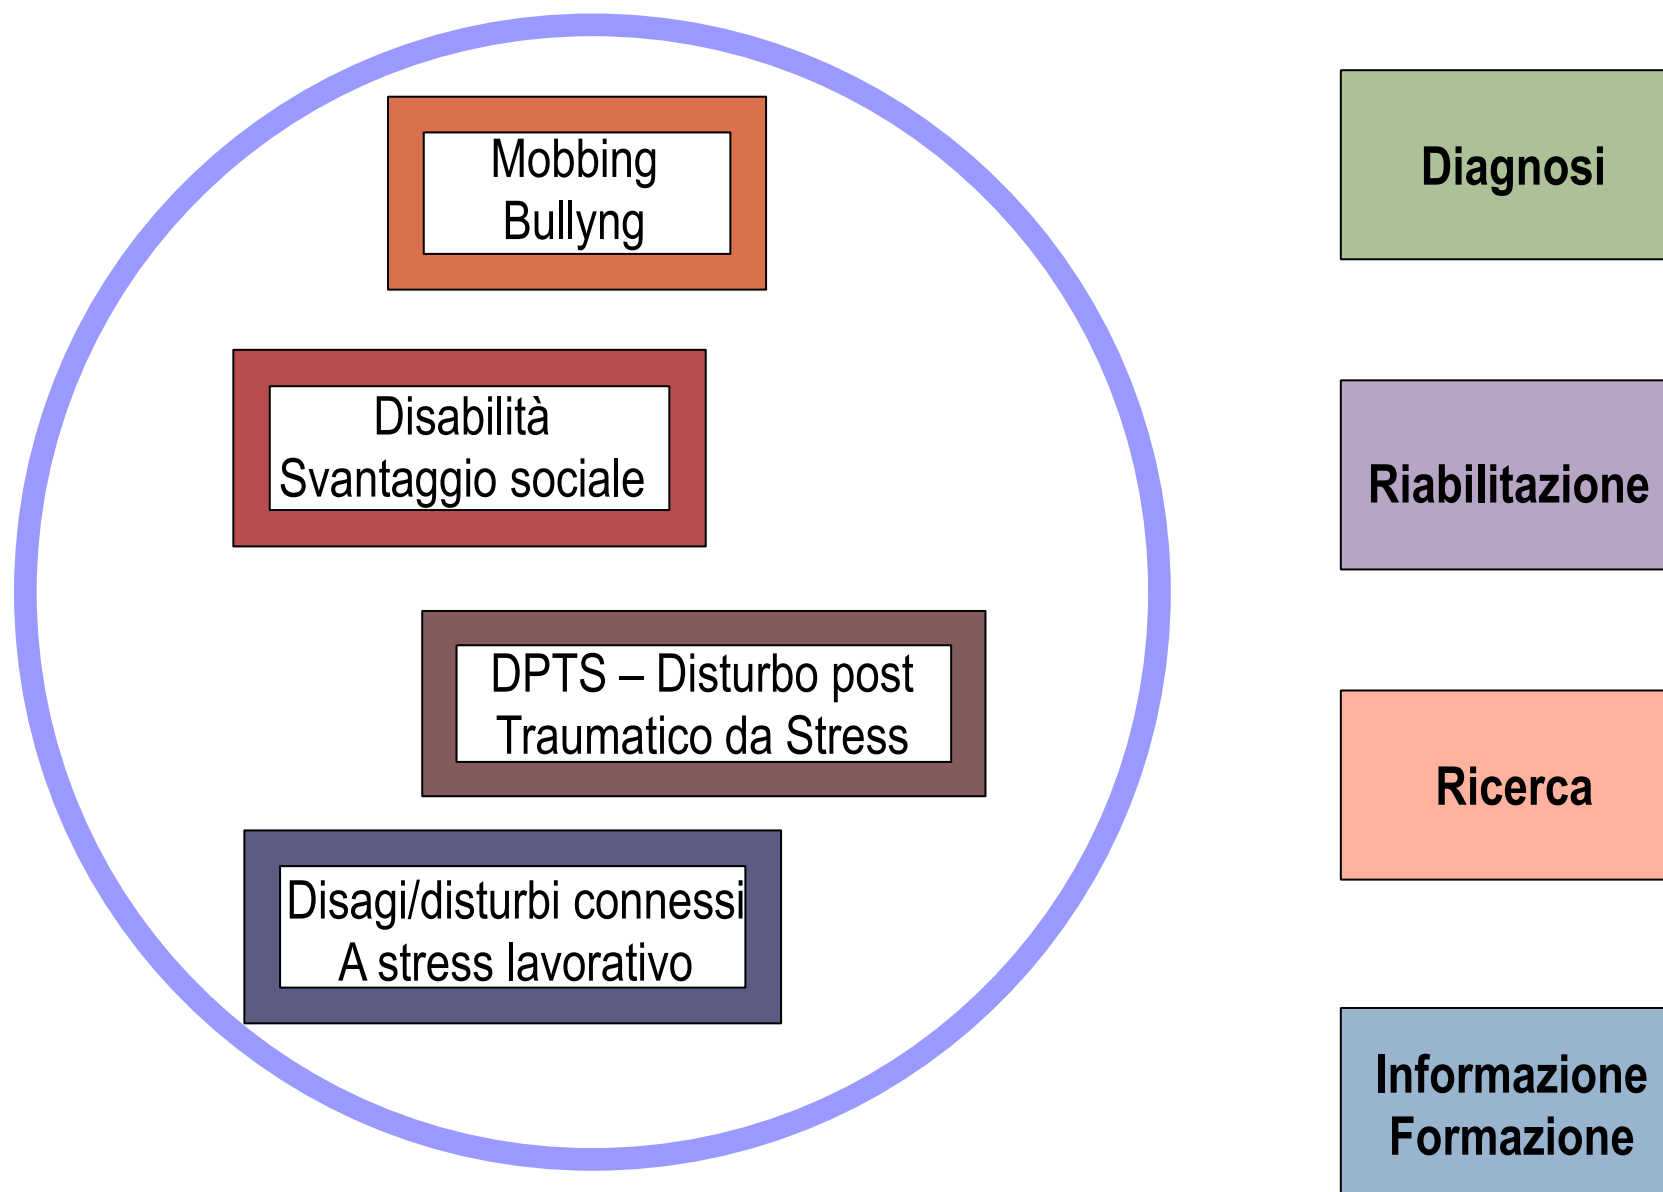 Mobbing
Bullyng
Disabilità
Svantaggio sociale
DPTS – Disturbo post
Traumatico da Stress
Disagi/disturbi connessi
A stress lavorativo
Diagnosi
Riabilitazione
Ricerca
Informazione
Formazione